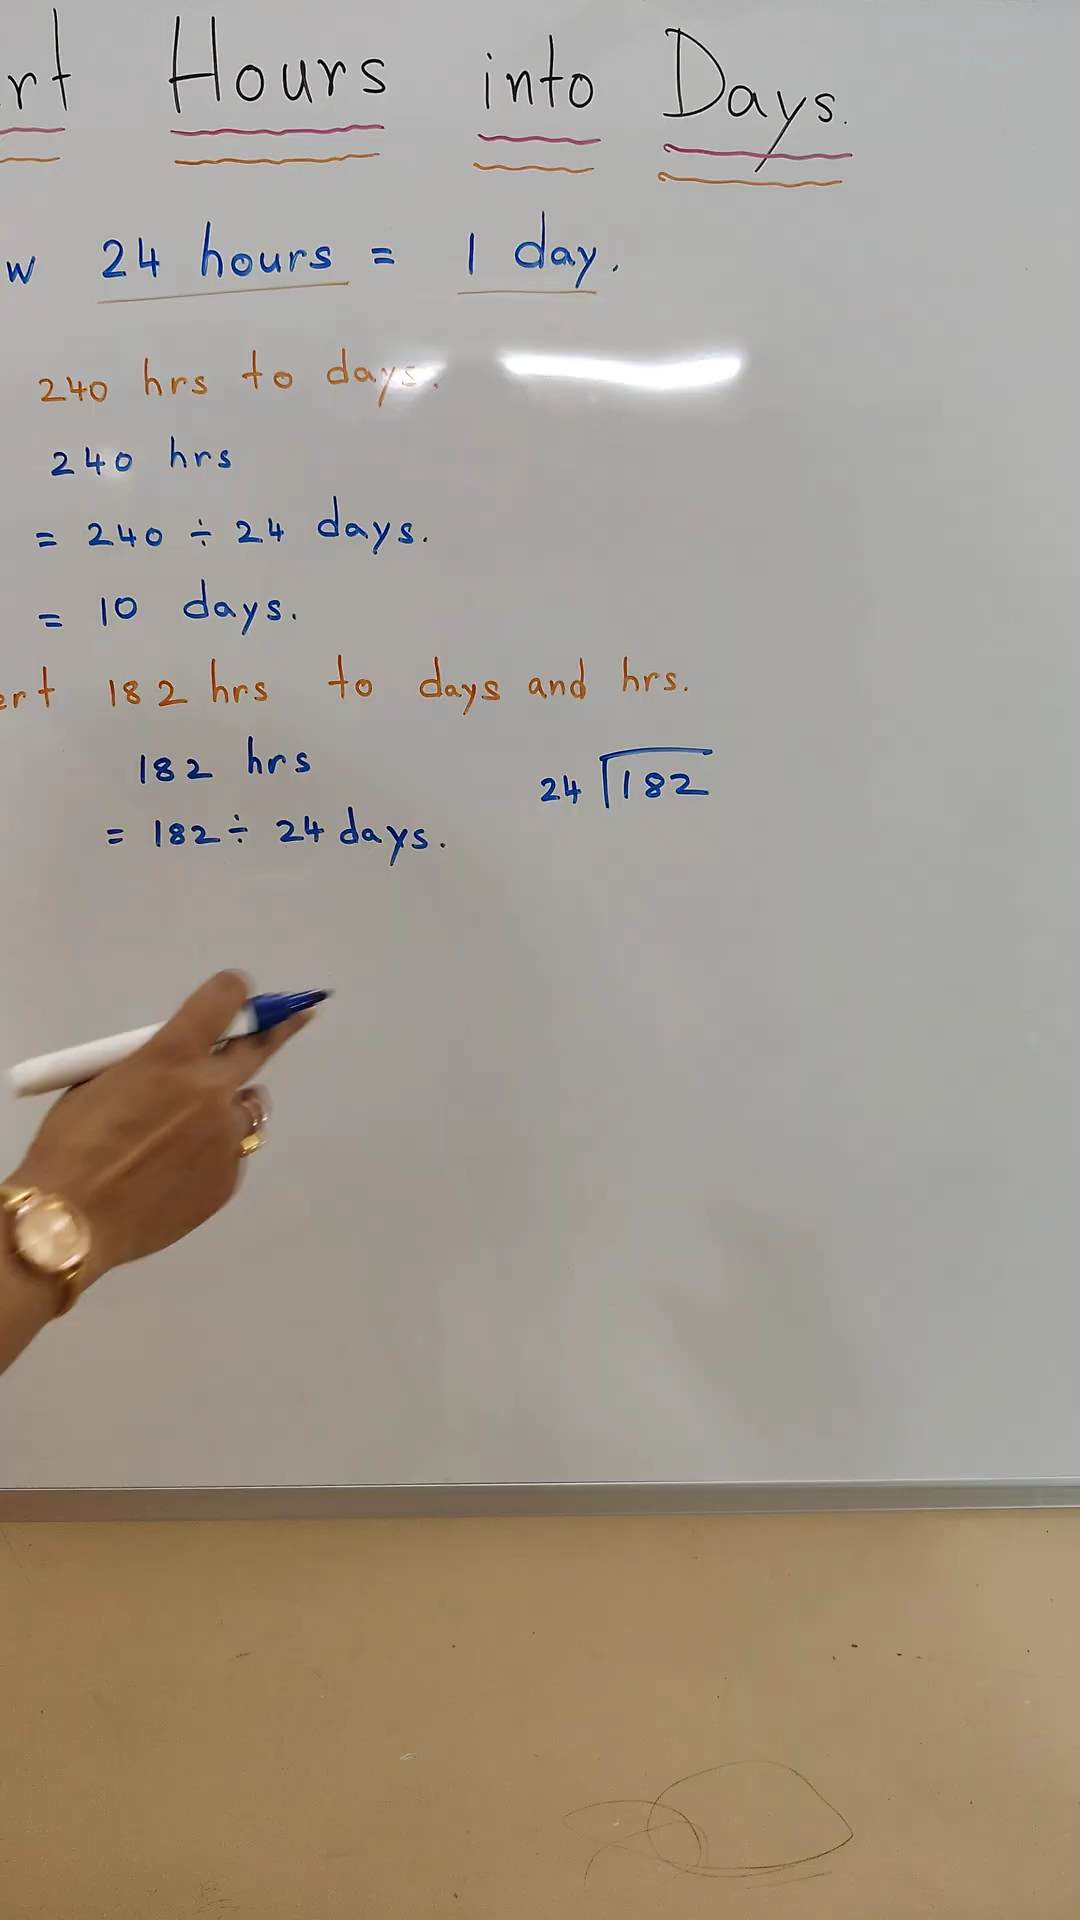 rt Hours into Days.
w 24 hours = 1 day.
240 hrs to days.
240 hrs
= 240 ÷ 24 days.
= 10 days.
ert 182 hrs to days and hrs.
182 hrs
= 182 ÷ 24 days.
24 182